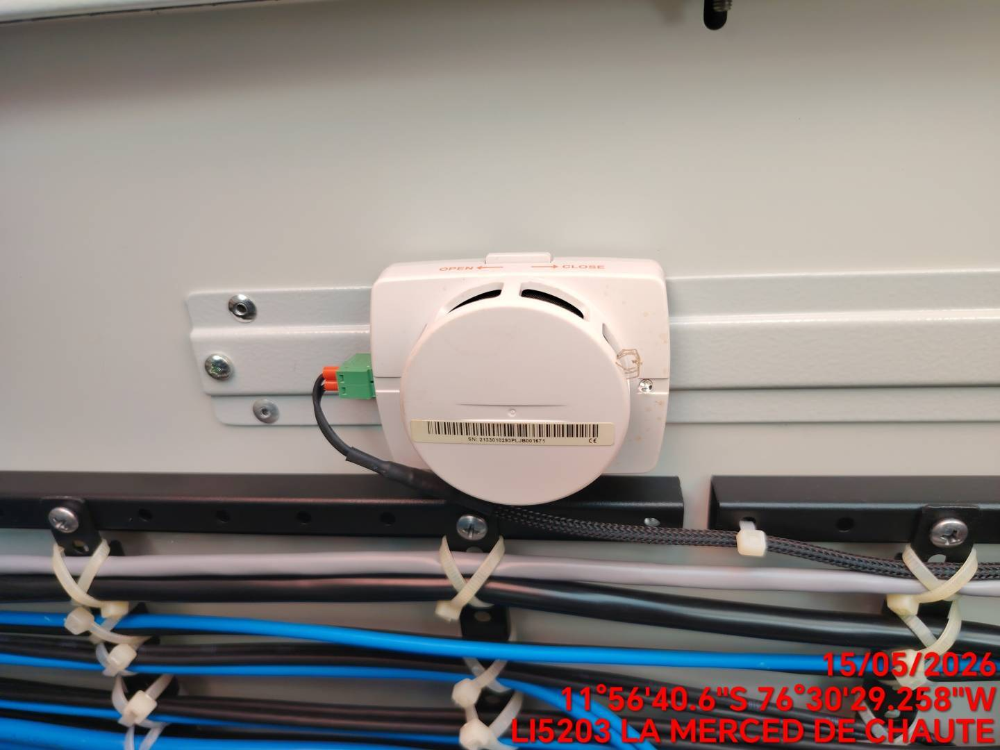 OPEN ← → CLOSE
SN: 2133010293PLJB001671 CE
15/05/2026
11°56'40.6"S 76°30'29.258"W
LI5203 LA MERCED DE CHAUTE